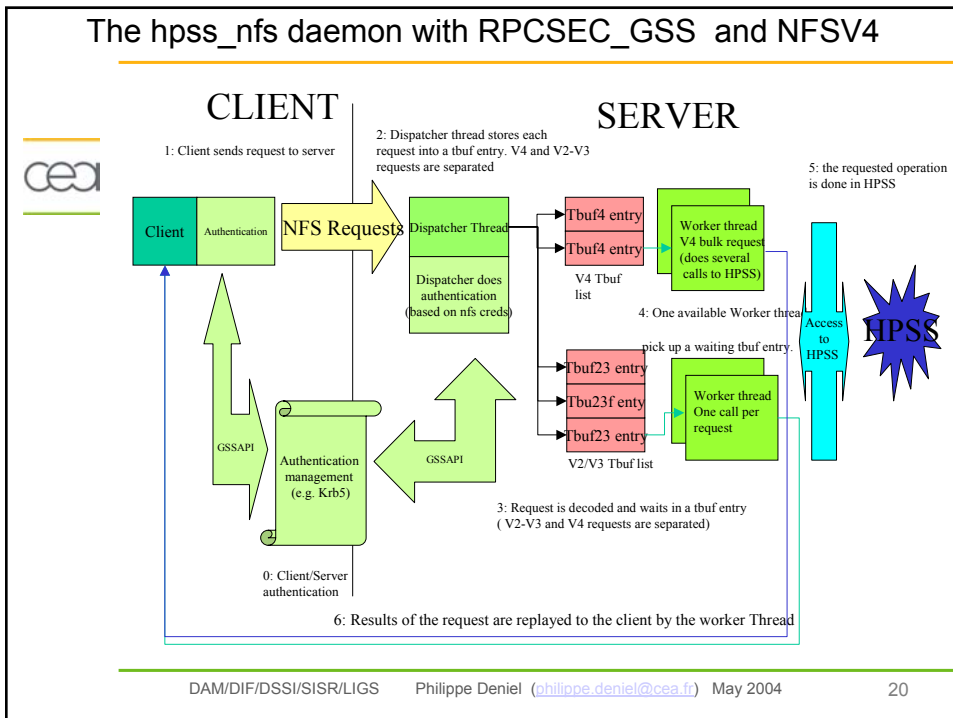 The hpss_nfs daemon with RPCSEC_GSS and NFSV4
cea
CLIENT
SERVER
1: Client sends request to server
2: Dispatcher thread stores each
request into a tbuf entry. V4 and V2-V3
requests are separated
5: the requested operation
is done in HPSS
Client
Authentication
NFS Requests
Dispatcher Thread
Dispatcher does
authentication
(based on nfs creds)
Tbuf4 entry
Tbuf4 entry
V4 Tbuf
list
Worker thread
V4 bulk request
(does several
calls to HPSS)
4: One available Worker thread
pick up a waiting tbuf entry.
Access
to
HPSS
HPSS
Tbuf23 entry
Tbu23f enty
Tbuf23 entry
V2/V3 Tbuf list
Worker thread
One call per
request
GSSAPI
Authentication
management
(e.g. Krb5)
GSSAPI
3: Request is decoded and waits in a tbuf entry
( V2-V3 and V4 requests are separated)
0: Client/Server
authentication
6: Results of the request are replayed to the client by the worker Thread
DAM/DIF/DSSI/SISR/LIGS Philippe Deniel (philippe.deniel@cea.fr) May 2004 20